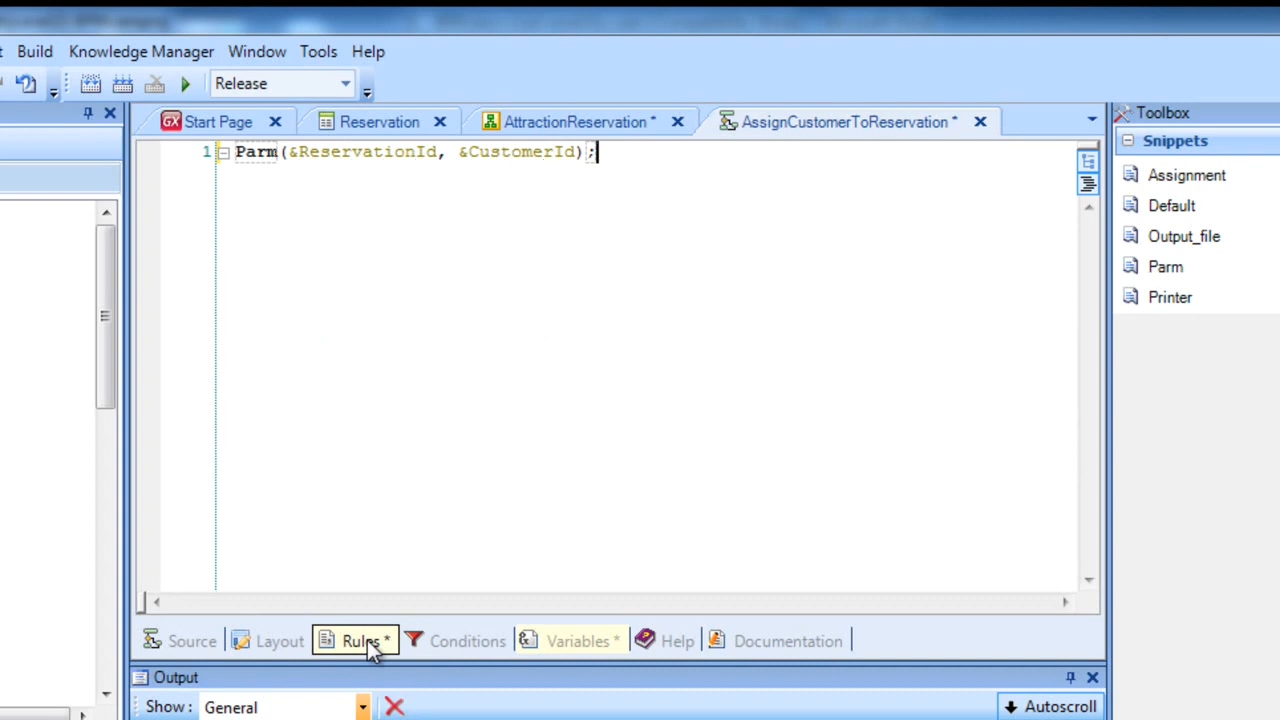 Build Knowledge Manager Window Tools Help
Release
GX Start Page Reservation AttractionReservation * AssignCustomerToReservation *
Toolbox
1 Parm(&ReservationId, &CustomerId);
Snippets
Assignment
Default
Output_file
Parm
Printer
Source Layout Rules * Conditions Variables * Help Documentation
Output
Show : General Autoscroll